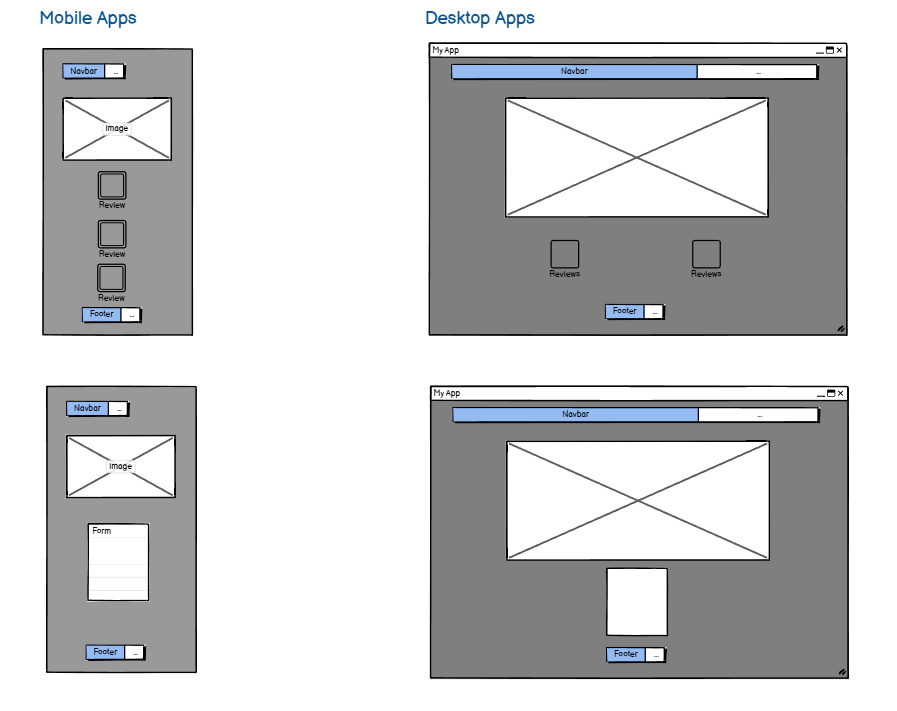 Mobile Apps
Desktop Apps
Navbar ...
Image
Review
Review
Review
Footer ...
My App
Navbar ...
Reviews Reviews
Footer ...
Navbar ...
Image
Form
Footer ...
My App
Navbar ...
Footer ...